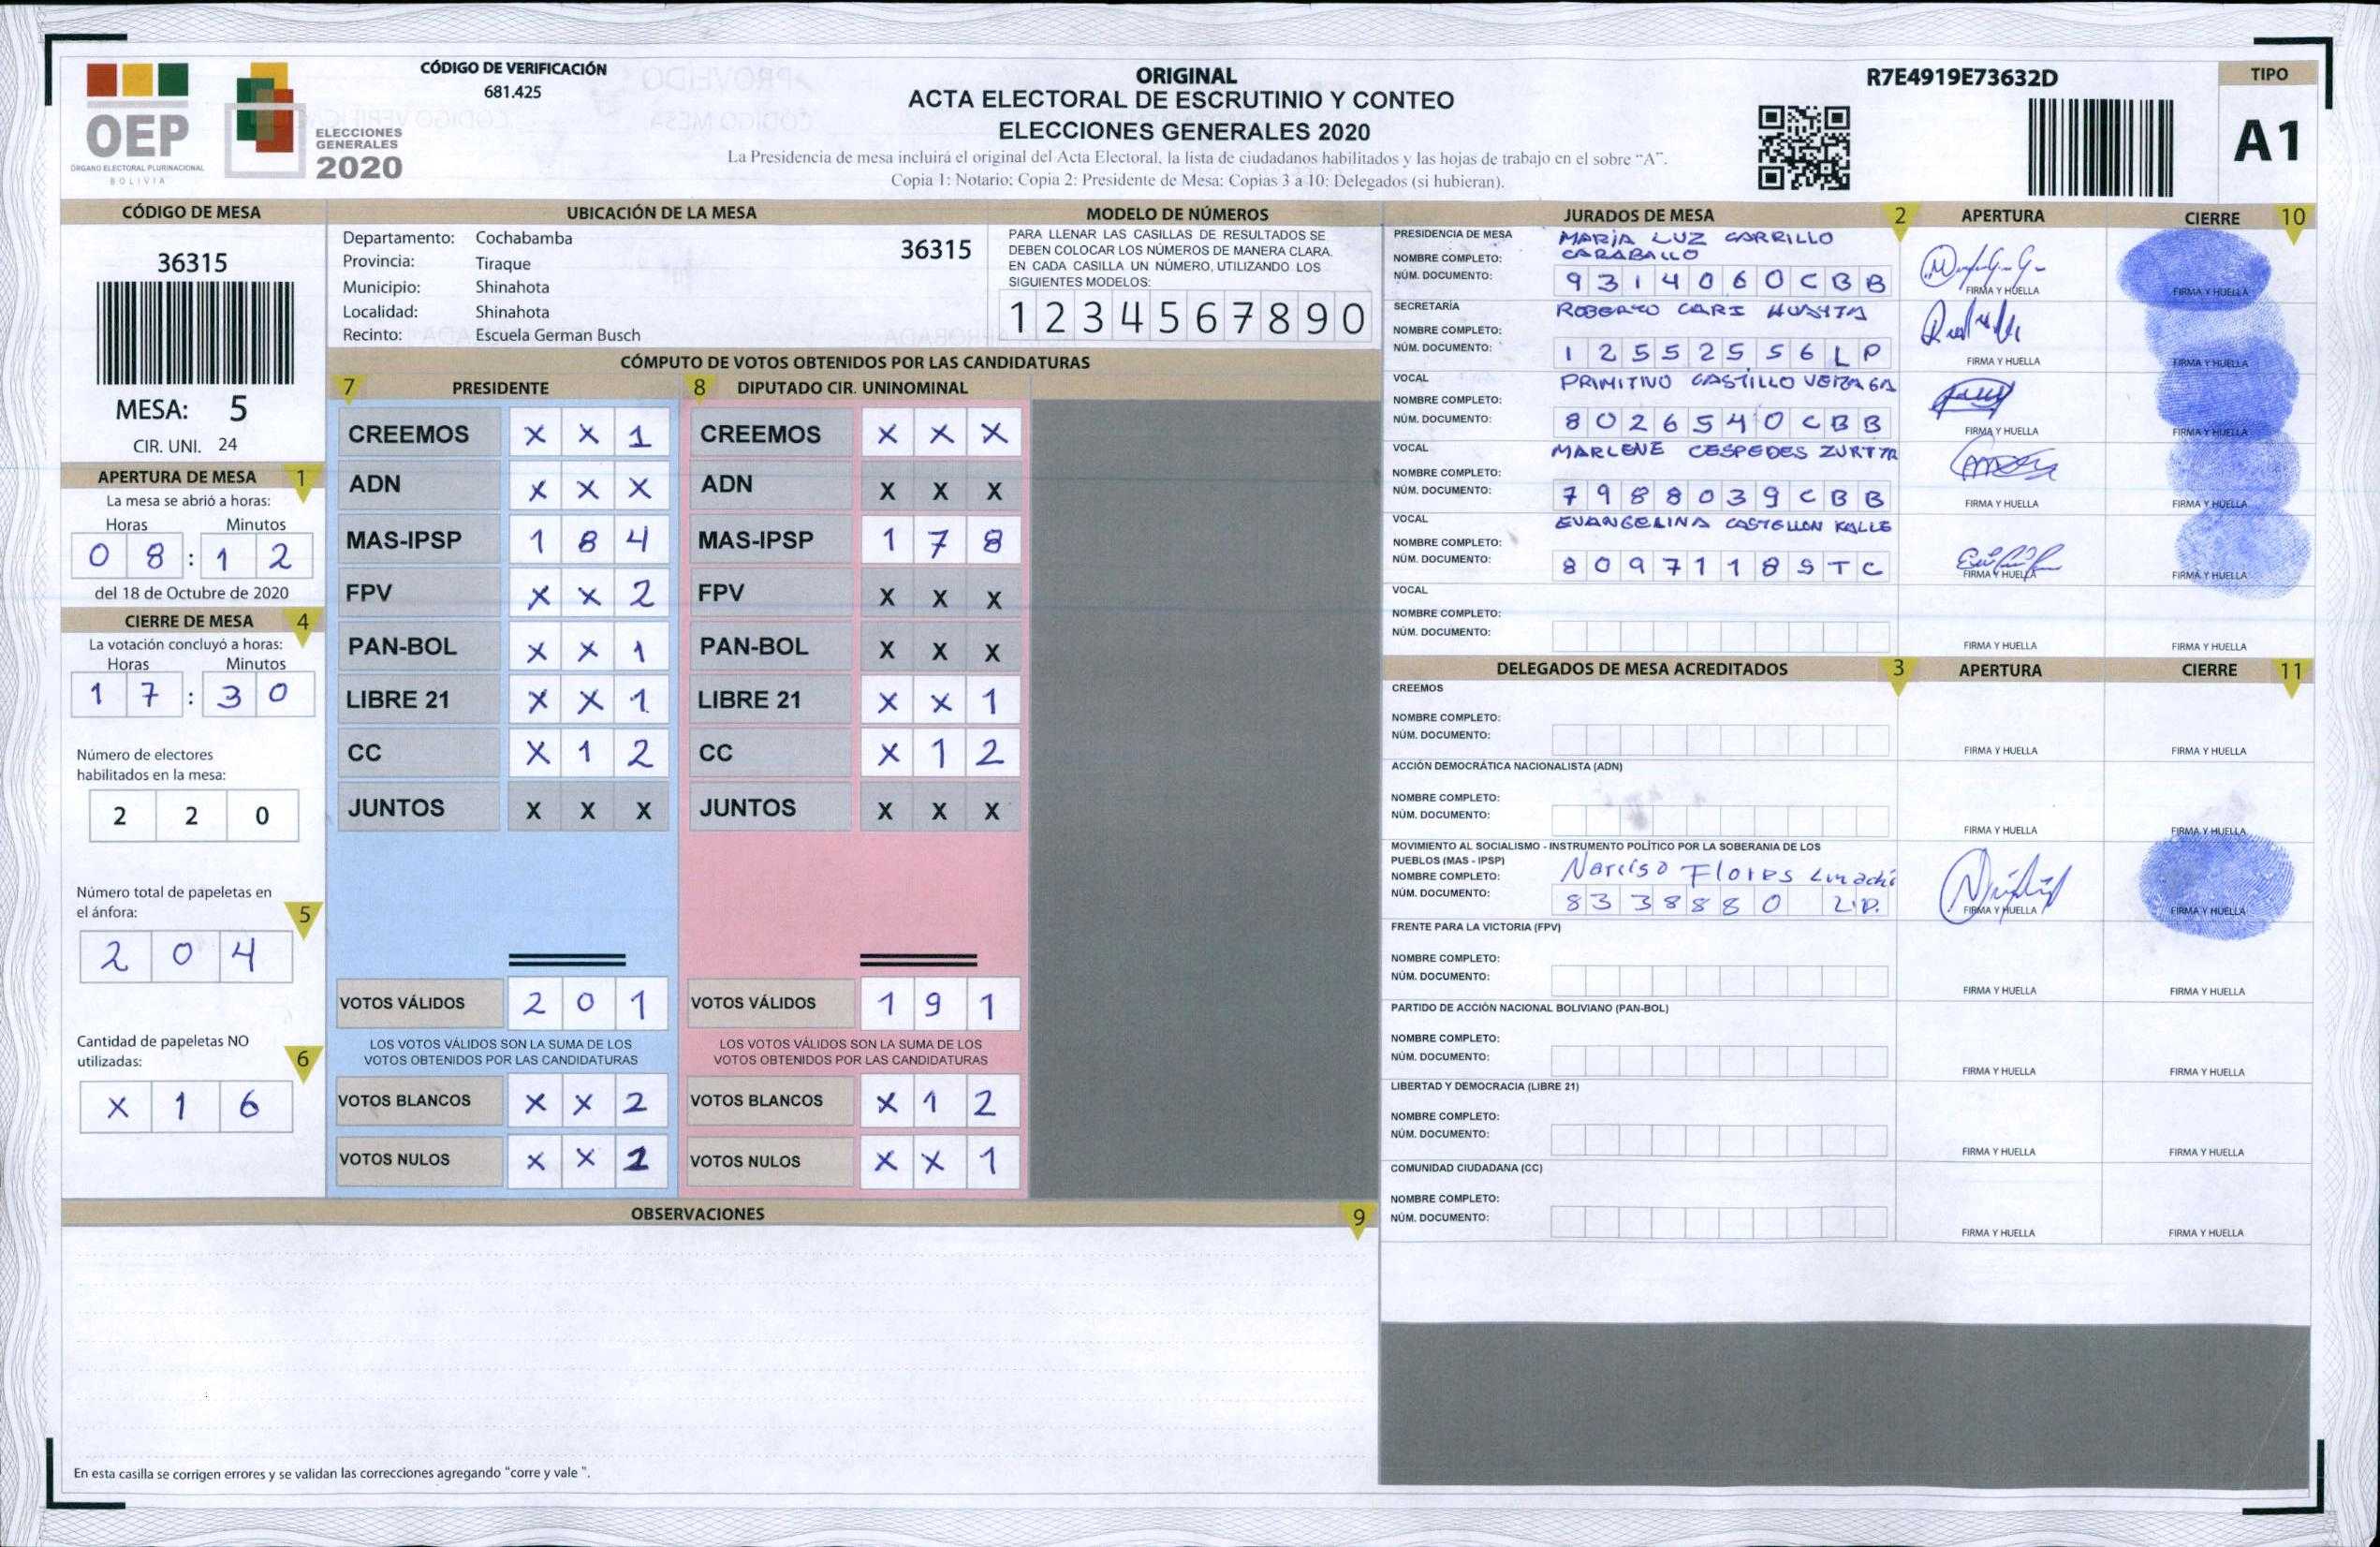 CÓDIGO DE VERIFICACIÓN
681.425
OEP
ÓRGANO ELECTORAL PLURINACIONAL
BOLIVIA
ELECCIONES
GENERALES
2020
ORIGINAL
ACTA ELECTORAL DE ESCRUTINIO Y CONTEO
ELECCIONES GENERALES 2020
La Presidencia de mesa incluirá el original del Acta Electoral, la lista de ciudadanos habilitados y las hojas de trabajo en el sobre "A".
Copia 1: Notario; Copia 2: Presidente de Mesa; Copias 3 a 10: Delegados (si hubieran).
R7E4919E73632D
TIPO
A1
CÓDIGO DE MESA
36315
MESA: 5
CIR. UNI. 24
APERTURA DE MESA 1
La mesa se abrió a horas:
Horas Minutos
0 8 : 1 2
del 18 de Octubre de 2020
CIERRE DE MESA 4
La votación concluyó a horas:
Horas Minutos
1 7 : 3 0
Número de electores
habilitados en la mesa:
2 2 0
Número total de papeletas en
el ánfora: 5
2 0 4
Cantidad de papeletas NO
utilizadas: 6
X 1 6
UBICACIÓN DE LA MESA
Departamento: Cochabamba 36315
Provincia: Tiraque
Municipio: Shinahota
Localidad: Shinahota
Recinto: Escuela German Busch
MODELO DE NÚMEROS
PARA LLENAR LAS CASILLAS DE RESULTADOS SE
DEBEN COLOCAR LOS NÚMEROS DE MANERA CLARA.
EN CADA CASILLA UN NÚMERO, UTILIZANDO LOS
SIGUIENTES MODELOS:
1 2 3 4 5 6 7 8 9 0
CÓMPUTO DE VOTOS OBTENIDOS POR LAS CANDIDATURAS
7 PRESIDENTE 8 DIPUTADO CIR. UNINOMINAL
CREEMOS X X 1 CREEMOS X X X
ADN X X X ADN X X X
MAS-IPSP 1 8 4 MAS-IPSP 1 7 8
FPV X X 2 FPV X X X
PAN-BOL X X 1 PAN-BOL X X X
LIBRE 21 X X 1 LIBRE 21 X X 1
CC X 1 2 CC X 1 2
JUNTOS X X X JUNTOS X X X
VOTOS VÁLIDOS 2 0 1 VOTOS VÁLIDOS 1 9 1
LOS VOTOS VÁLIDOS SON LA SUMA DE LOS LOS VOTOS VÁLIDOS SON LA SUMA DE LOS
VOTOS OBTENIDOS POR LAS CANDIDATURAS VOTOS OBTENIDOS POR LAS CANDIDATURAS
VOTOS BLANCOS X X 2 VOTOS BLANCOS X 1 2
VOTOS NULOS X X 1 VOTOS NULOS X X 1
OBSERVACIONES 9
En esta casilla se corrigen errores y se validan las correcciones agregando "corre y vale ".
JURADOS DE MESA 2 APERTURA CIERRE 10
PRESIDENCIA DE MESA MARÍA LUZ CARRILLO
NOMBRE COMPLETO: CARABALLO
NÚM. DOCUMENTO: 9 3 1 4 0 6 0 C B B FIRMA Y HUELLA FIRMA Y HUELLA
SECRETARÍA ROBERTO CARI
NOMBRE COMPLETO:
NÚM. DOCUMENTO: 1 2 5 5 2 5 5 6 L P FIRMA Y HUELLA FIRMA Y HUELLA
VOCAL PRIMITIVO CASTILLO VEIZAGA
NOMBRE COMPLETO:
NÚM. DOCUMENTO: 8 0 2 6 5 4 0 C B B FIRMA Y HUELLA FIRMA Y HUELLA
VOCAL MARLENE CESPEDES
NOMBRE COMPLETO:
NÚM. DOCUMENTO: 7 9 8 8 0 3 9 C B B FIRMA Y HUELLA FIRMA Y HUELLA
VOCAL EVANGELINA CASTELLON KALLE
NOMBRE COMPLETO:
NÚM. DOCUMENTO: 8 0 9 7 1 1 8 S T C FIRMA Y HUELLA FIRMA Y HUELLA
VOCAL
NOMBRE COMPLETO:
NÚM. DOCUMENTO: FIRMA Y HUELLA FIRMA Y HUELLA
DELEGADOS DE MESA ACREDITADOS 3 APERTURA CIERRE 11
CREEMOS
NOMBRE COMPLETO:
NÚM. DOCUMENTO: FIRMA Y HUELLA FIRMA Y HUELLA
ACCIÓN DEMOCRÁTICA NACIONALISTA (ADN)
NOMBRE COMPLETO:
NÚM. DOCUMENTO: FIRMA Y HUELLA FIRMA Y HUELLA
MOVIMIENTO AL SOCIALISMO - INSTRUMENTO POLÍTICO POR LA SOBERANIA DE LOS
PUEBLOS (MAS - IPSP)
NOMBRE COMPLETO: Narciso Flores
NÚM. DOCUMENTO: 8 3 3 8 8 8 0 L.P. FIRMA Y HUELLA FIRMA Y HUELLA
FRENTE PARA LA VICTORIA (FPV)
NOMBRE COMPLETO:
NÚM. DOCUMENTO: FIRMA Y HUELLA FIRMA Y HUELLA
PARTIDO DE ACCIÓN NACIONAL BOLIVIANO (PAN-BOL)
NOMBRE COMPLETO:
NÚM. DOCUMENTO: FIRMA Y HUELLA FIRMA Y HUELLA
LIBERTAD Y DEMOCRACIA (LIBRE 21)
NOMBRE COMPLETO:
NÚM. DOCUMENTO: FIRMA Y HUELLA FIRMA Y HUELLA
COMUNIDAD CIUDADANA (CC)
NOMBRE COMPLETO:
NÚM. DOCUMENTO: FIRMA Y HUELLA FIRMA Y HUELLA